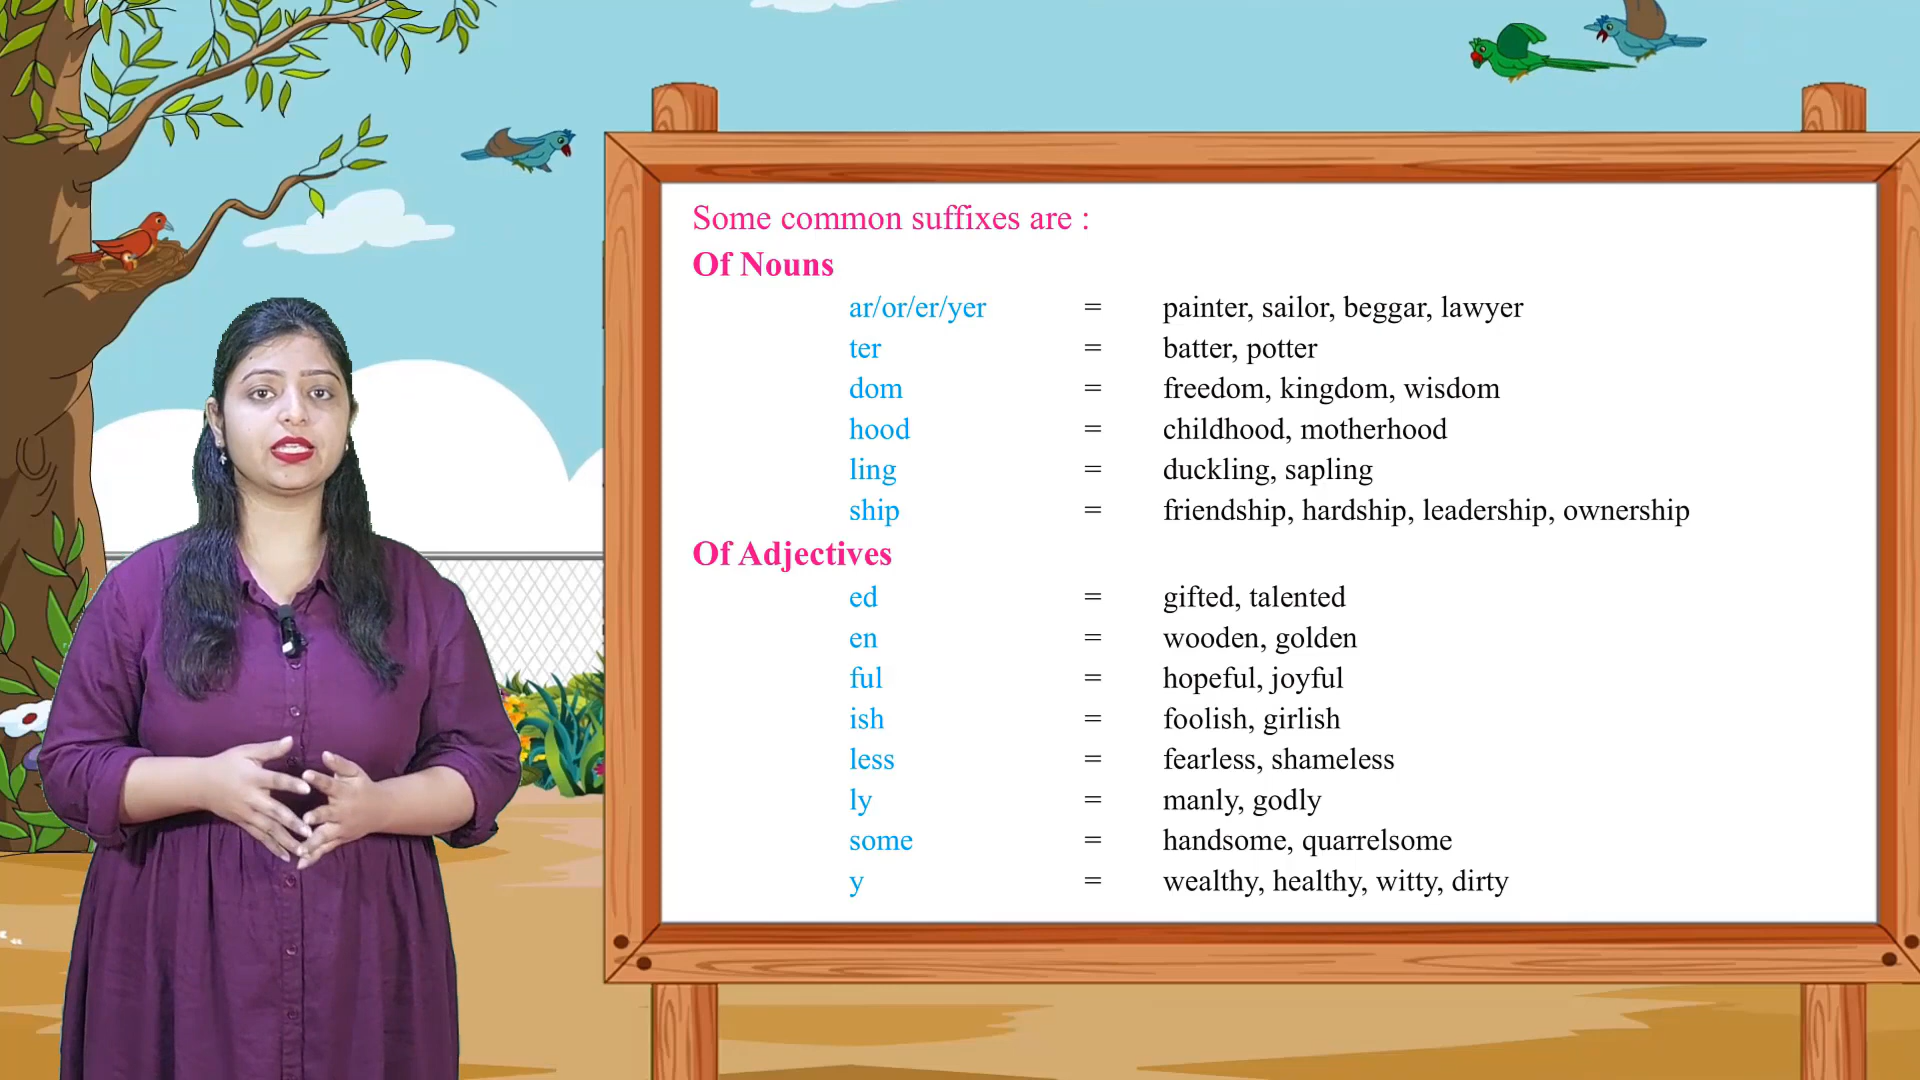 Some common suffixes are :
Of Nouns
ar/or/er/yer = painter, sailor, beggar, lawyer
ter = batter, potter
dom = freedom, kingdom, wisdom
hood = childhood, motherhood
ling = duckling, sapling
ship = friendship, hardship, leadership, ownership
Of Adjectives
ed = gifted, talented
en = wooden, golden
ful = hopeful, joyful
ish = foolish, girlish
less = fearless, shameless
ly = manly, godly
some = handsome, quarrelsome
y = wealthy, healthy, witty, dirty